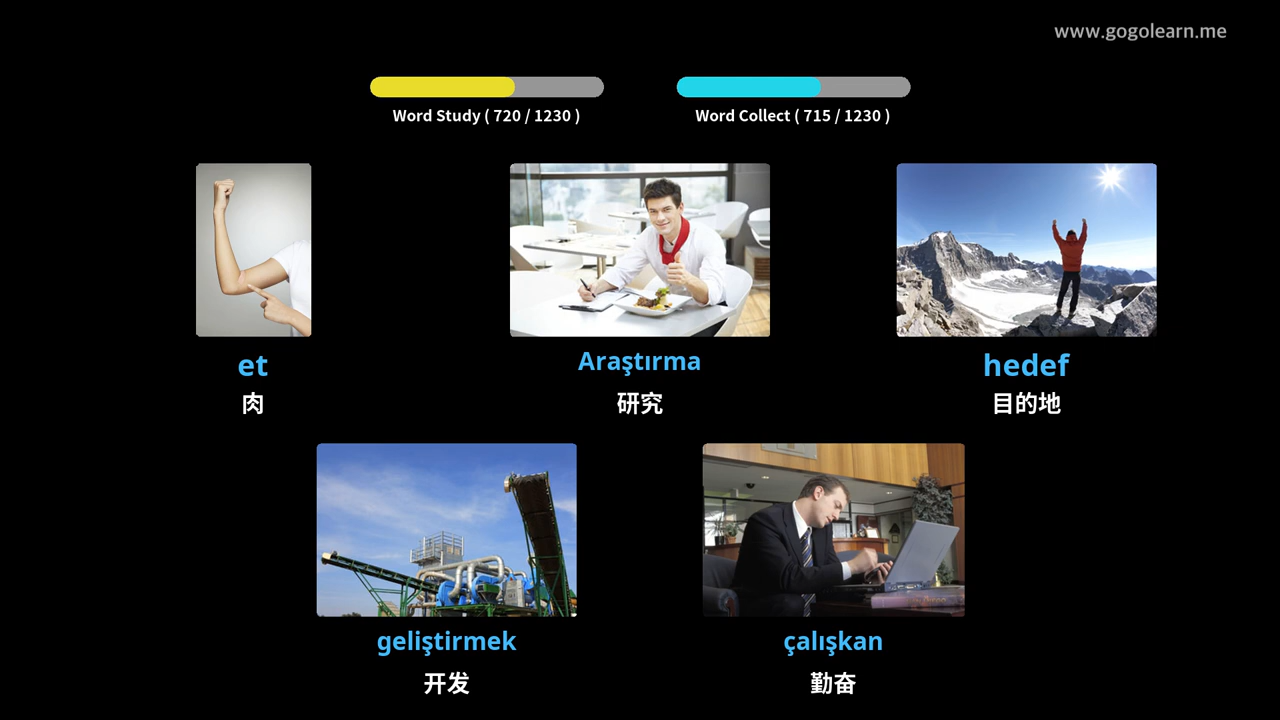 www.gogolearn.me
Word Study ( 720 / 1230 )
Word Collect ( 715 / 1230 )
et
肉
Araştırma
研究
hedef
目的地
geliştirmek
开发
çalışkan
勤奋